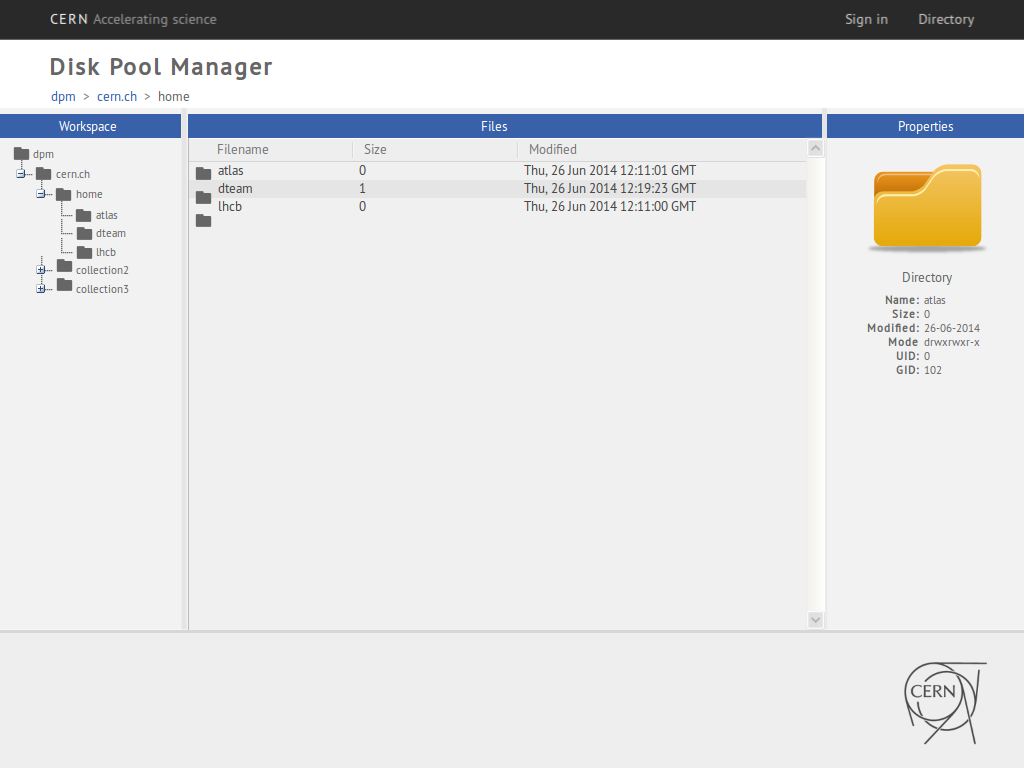 CERN Accelerating science
Sign in Directory
Disk Pool Manager
dpm > cern.ch > home
Workspace
dpm
cern.ch
home
atlas
dteam
lhcb
collection2
collection3
Files
Filename Size Modified
atlas 0 Thu, 26 Jun 2014 12:11:01 GMT
dteam 1 Thu, 26 Jun 2014 12:19:23 GMT
lhcb 0 Thu, 26 Jun 2014 12:11:00 GMT
Properties
Directory
Name: atlas
Size: 0
Modified: 26-06-2014
Mode drwxrwxr-x
UID: 0
GID: 102
CERN